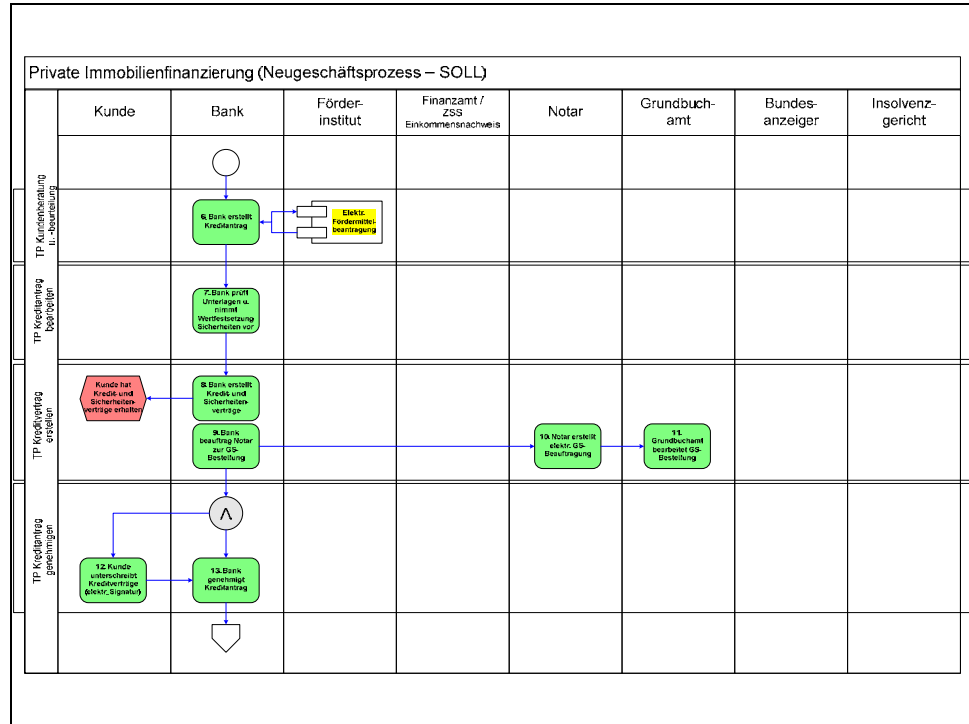 Private Immobilienfinanzierung (Neugeschäftsprozess – SOLL)
Kunde
Bank
Förder-
institut
Finanzamt /
ZSS
Einkommensnachweis
Notar
Grundbuch-
amt
Bundes-
anzeiger
Insolvenz-
gericht
TP Kundenberatung
u. -beurteilung
6. Bank erstellt
Kreditantrag
Elektr.
Fördermittel-
beantragung
TP Kreditantrag
bearbeiten
7. Bank prüft
Unterlagen u.
nimmt
Wertfestsetzung
Sicherheiten vor
TP Kreditvertrag
erstellen
Kunde hat
Kredit- und
Sicherheiten-
verträge erhalten
8. Bank erstellt
Kredit- und
Sicherheiten-
verträge
9. Bank
beauftrag Notar
zur GS-
Bestellung
10. Notar erstellt
elektr. GS-
Beauftragung
11.
Grundbuchamt
bearbeitet GS-
Bestellung
TP Kreditantrag
genehmigen
Λ
12. Kunde
unterschreibt
Kreditverträge
(elektr. Signatur)
13. Bank
genehmigt
Kreditantrag